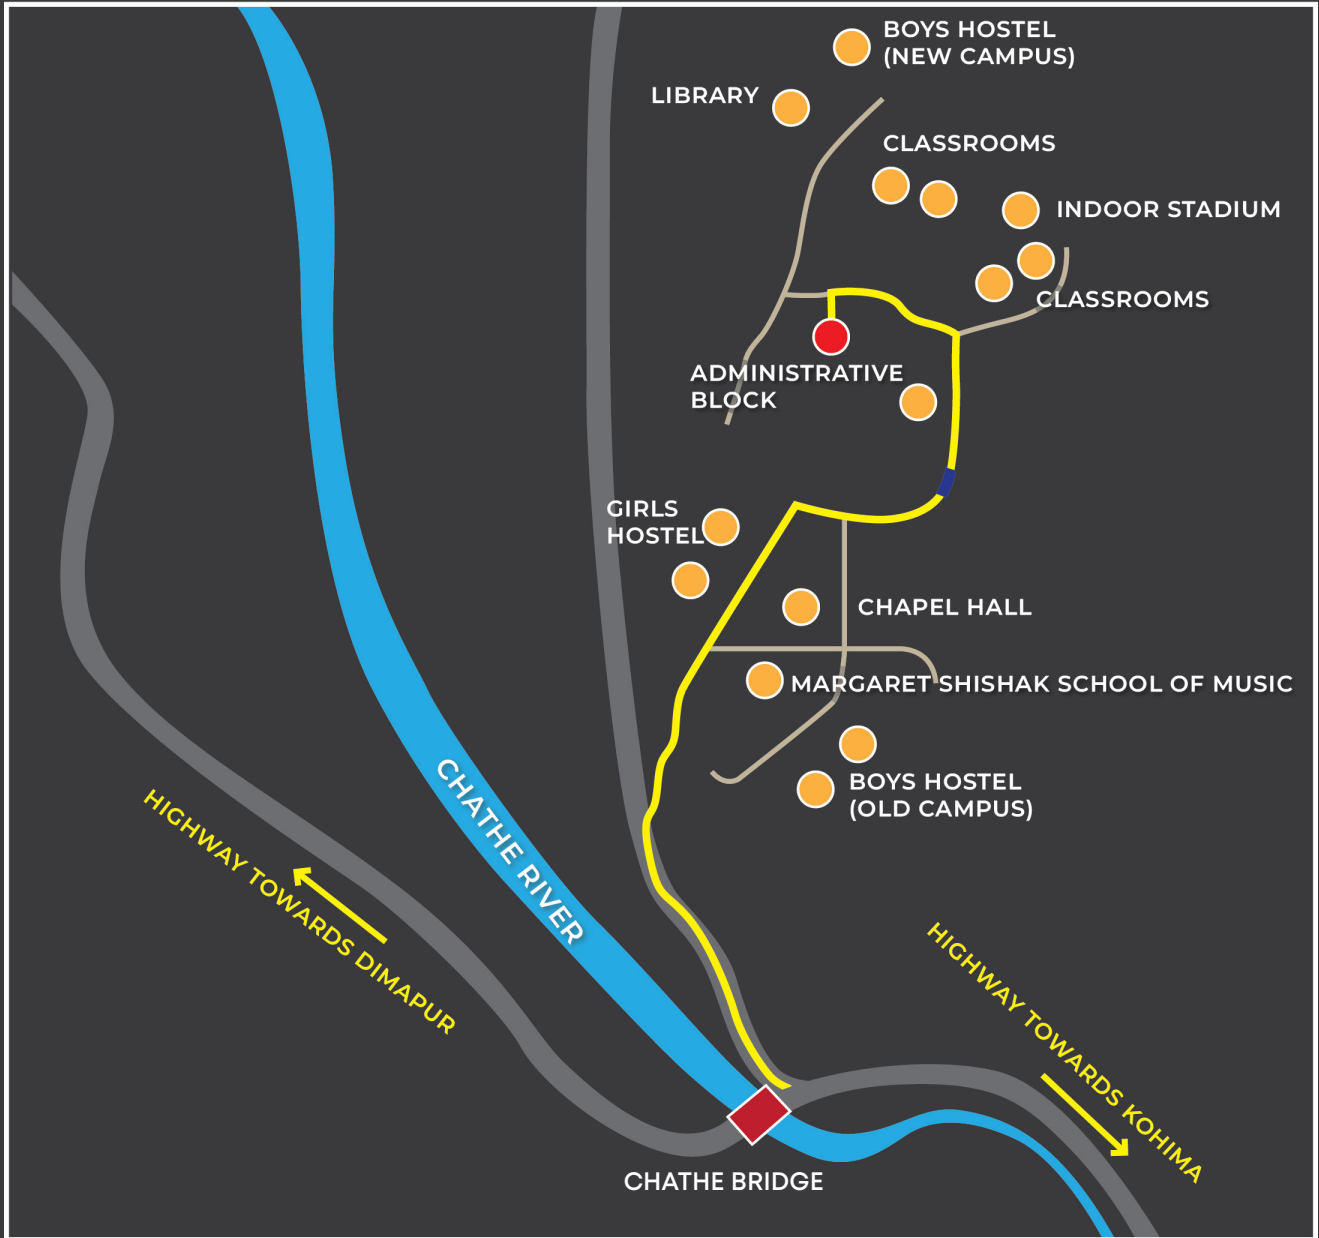 BOYS HOSTEL
(NEW CAMPUS)
LIBRARY
CLASSROOMS
INDOOR STADIUM
CLASSROOMS
ADMINISTRATIVE
BLOCK
GIRLS
HOSTEL
CHAPEL HALL
MARGARET SHISHAK SCHOOL OF MUSIC
BOYS HOSTEL
(OLD CAMPUS)
CHATHE RIVER
HIGHWAY TOWARDS DIMAPUR
HIGHWAY TOWARDS KOHIMA
CHATHE BRIDGE